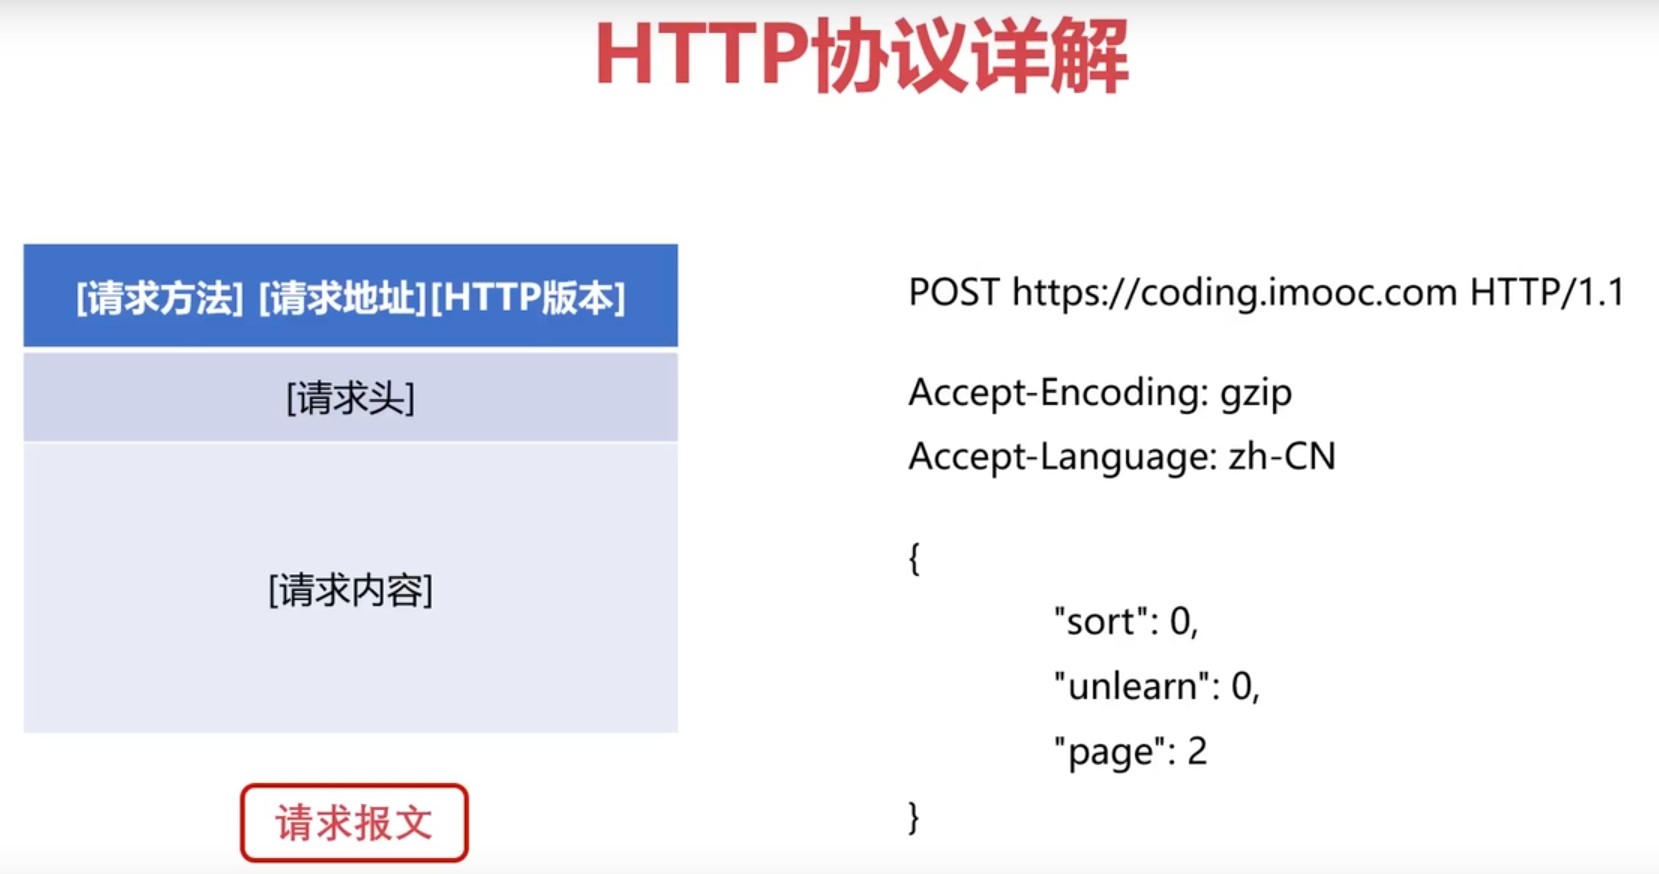 HTTP协议详解
[请求方法] [请求地址][HTTP版本]
[请求头]
[请求内容]
请求报文
POST https://coding.imooc.com HTTP/1.1
Accept-Encoding: gzip
Accept-Language: zh-CN
{
"sort": 0,
"unlearn": 0,
"page": 2
}